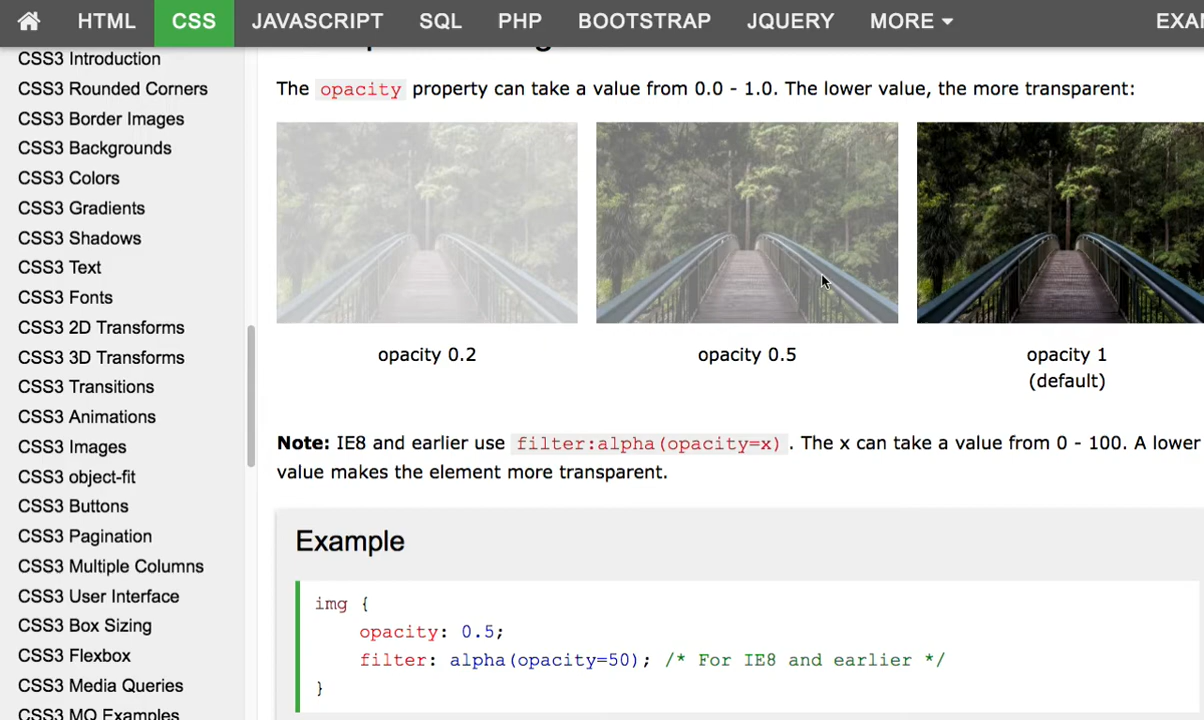 HTML CSS JAVASCRIPT SQL PHP BOOTSTRAP JQUERY MORE
CSS3 Introduction
CSS3 Rounded Corners
CSS3 Border Images
CSS3 Backgrounds
CSS3 Colors
CSS3 Gradients
CSS3 Shadows
CSS3 Text
CSS3 Fonts
CSS3 2D Transforms
CSS3 3D Transforms
CSS3 Transitions
CSS3 Animations
CSS3 Images
CSS3 object-fit
CSS3 Buttons
CSS3 Pagination
CSS3 Multiple Columns
CSS3 User Interface
CSS3 Box Sizing
CSS3 Flexbox
CSS3 Media Queries
CSS3 MQ Examples
The opacity property can take a value from 0.0 - 1.0. The lower value, the more transparent:
opacity 0.2
opacity 0.5
opacity 1
(default)
Note: IE8 and earlier use filter:alpha(opacity=x) . The x can take a value from 0 - 100. A lower
value makes the element more transparent.
Example
img {
opacity: 0.5;
filter: alpha(opacity=50); /* For IE8 and earlier */
}